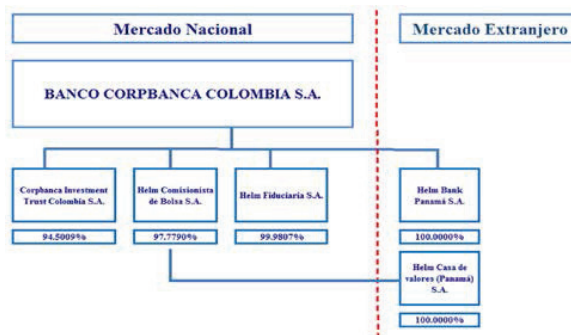 Mercado Nacional
Mercado Extranjero
BANCO CORPBANCA COLOMBIA S.A.
Corpbanca Investment
Trust Colombia S.A.
94.5009%
Helm Comisionista
de Bolsa S.A.
97.7790%
Helm Fiduciaria S.A.
99.9807%
Helm Bank
Panamá S.A.
100.0000%
Helm Casa de
valores (Panamá)
S.A.
100.0000%